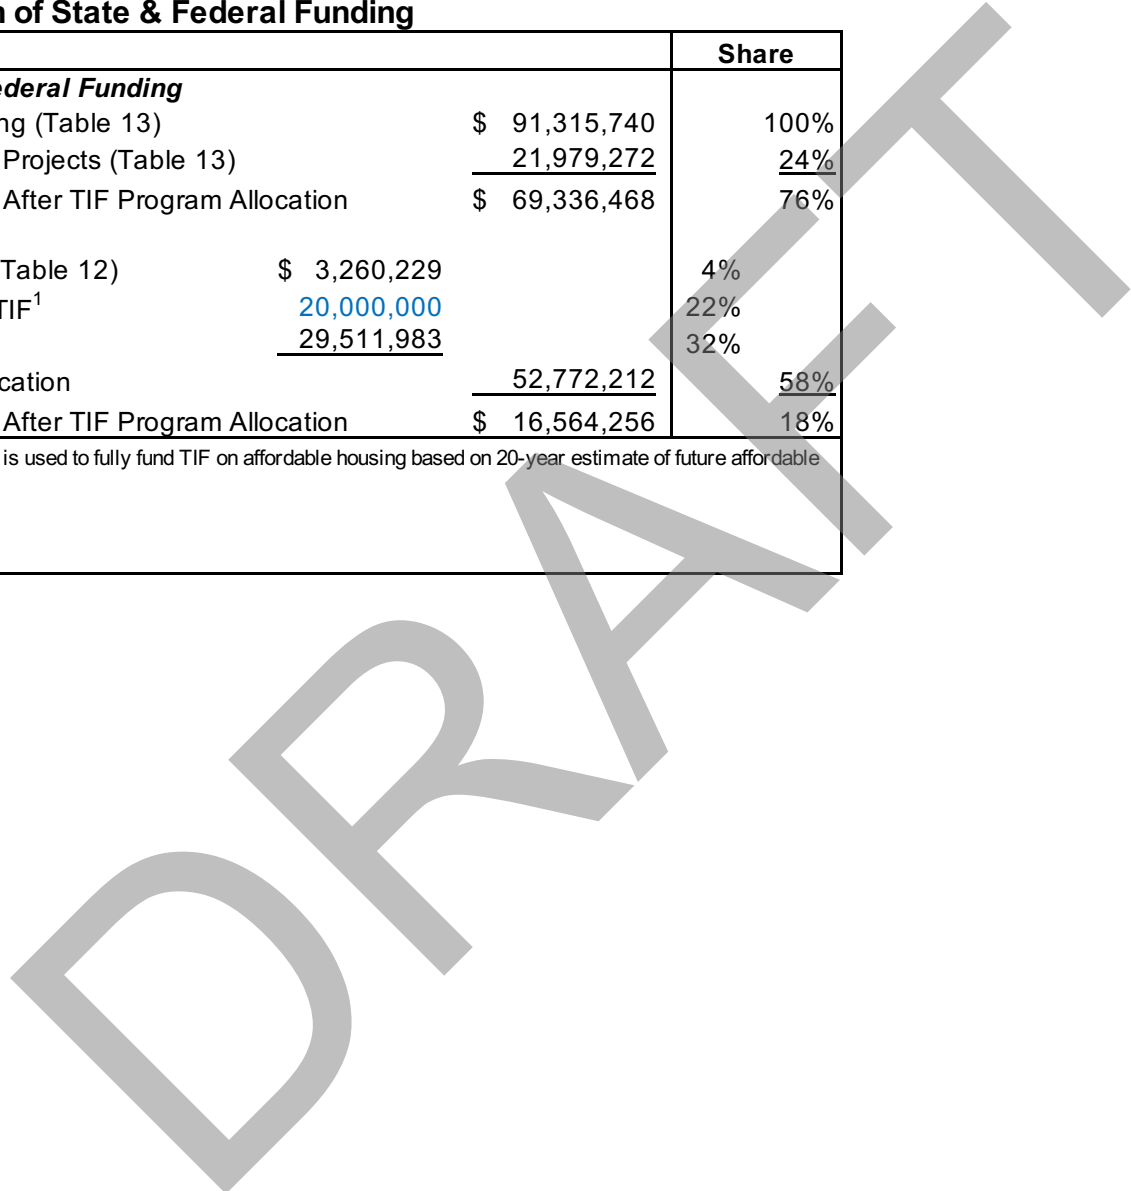 n of State & Federal Funding
Share
ederal Funding
ng (Table 13) $ 91,315,740 100%
Projects (Table 13) 21,979,272 24%
After TIF Program Allocation $ 69,336,468 76%
Table 12) $ 3,260,229 4%
TIF1 20,000,000 22%
29,511,983 32%
cation 52,772,212 58%
After TIF Program Allocation $ 16,564,256 18%
is used to fully fund TIF on affordable housing based on 20-year estimate of future affordable
DRAFT